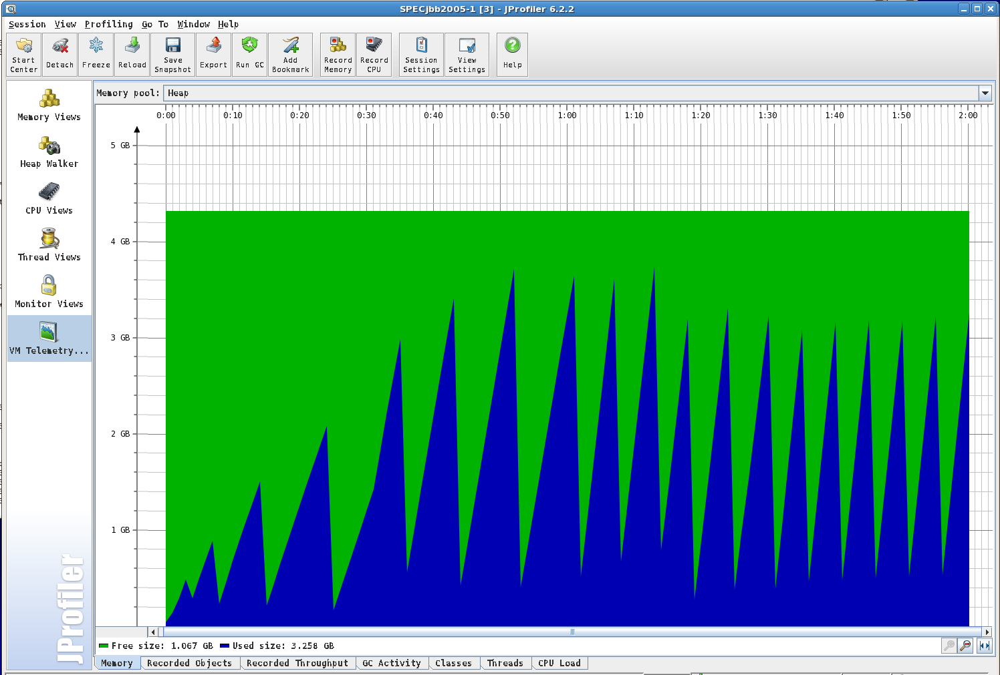 SPECjbb2005-1 [3] - JProfiler 6.2.2
Session View Profiling Go To Window Help
Start Center
Detach
Freeze
Reload
Save Snapshot
Export
Run GC
Add Bookmark
Record Memory
Record CPU
Session Settings
View Settings
Help
Memory pool: Heap
Memory Views
Heap Walker
CPU Views
Thread Views
Monitor Views
VM Telemetry...
JProfiler
0:00 0:10 0:20 0:30 0:40 0:50 1:00 1:10 1:20 1:30 1:40 1:50 2:00
5 GB
4 GB
3 GB
2 GB
1 GB
Free size: 1.067 GB Used size: 3.258 GB
Memory Recorded Objects Recorded Throughput GC Activity Classes Threads CPU Load